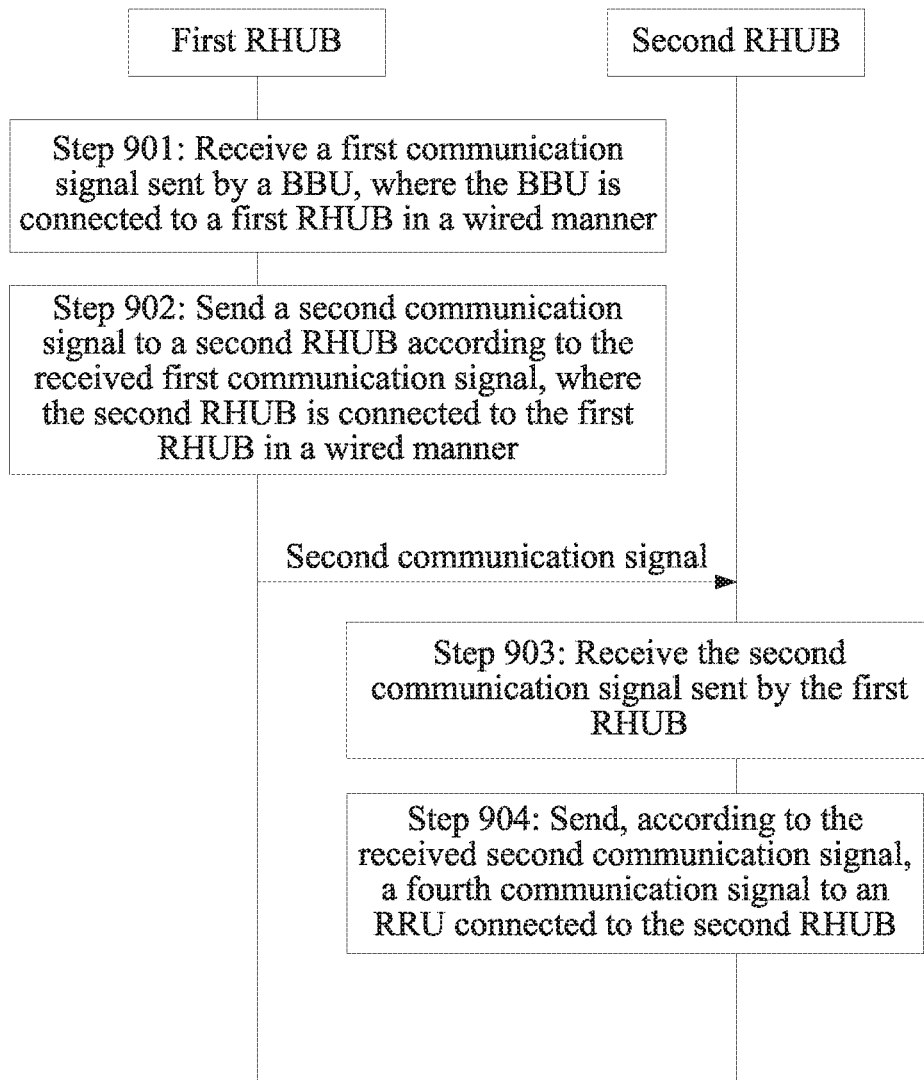 First RHUB
Second RHUB
Step 901: Receive a first communication
signal sent by a BBU, where the BBU is
connected to a first RHUB in a wired manner
Step 902: Send a second communication
signal to a second RHUB according to the
received first communication signal, where
the second RHUB is connected to the first
RHUB in a wired manner
Second communication signal
Step 903: Receive the second
communication signal sent by the first
RHUB
Step 904: Send, according to the
received second communication signal,
a fourth communication signal to an
RRU connected to the second RHUB